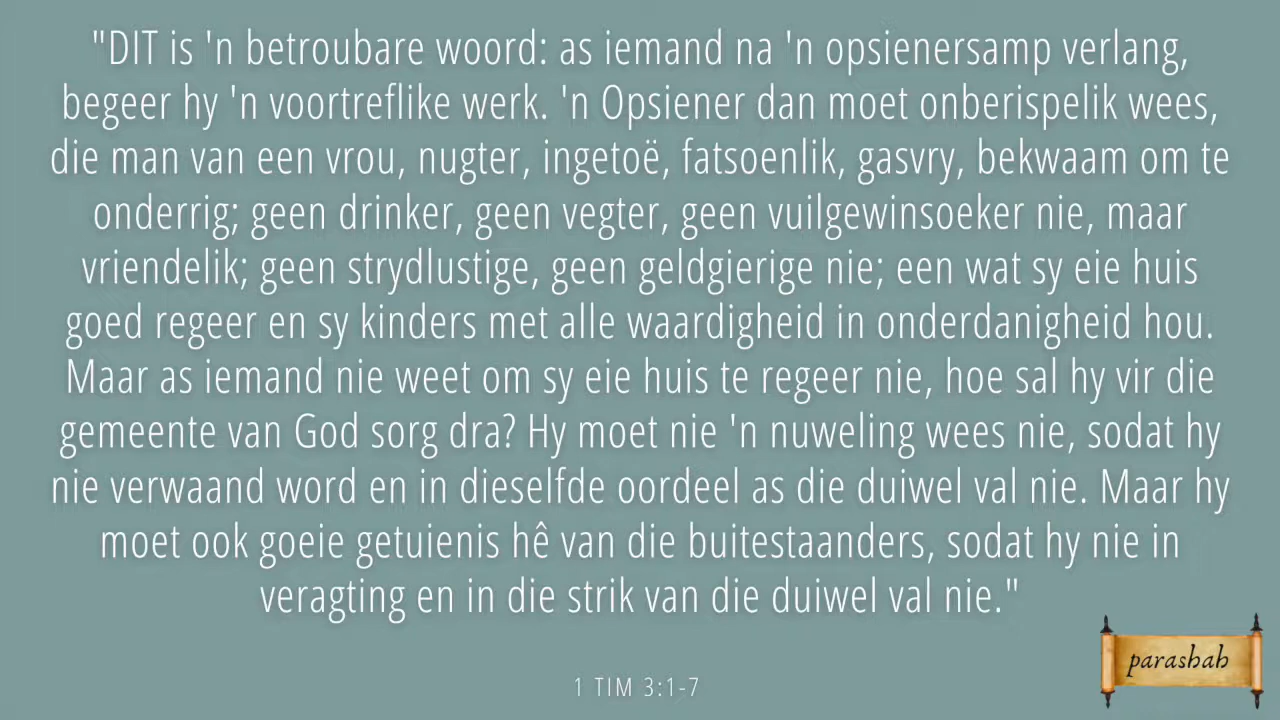 "DIT is 'n betroubare woord: as iemand na 'n opsienersamp verlang,
begeer hy 'n voortreflike werk. 'n Opsiener dan moet onberispelik wees,
die man van een vrou, nugter, ingetoë, fatsoenlik, gasvry, bekwaam om te
onderrig; geen drinker, geen vegter, geen vuilgewinsoeker nie, maar
vriendelik; geen strydlustige, geen geldgierige nie; een wat sy eie huis
goed regeer en sy kinders met alle waardigheid in onderdanigheid hou.
Maar as iemand nie weet om sy eie huis te regeer nie, hoe sal hy vir die
gemeente van God sorg dra? Hy moet nie 'n nuweling wees nie, sodat hy
nie verwaand word en in dieselfde oordeel as die duiwel val nie. Maar hy
moet ook goeie getuienis hê van die buitestaanders, sodat hy nie in
veragting en in die strik van die duiwel val nie."
1 TIM 3:1-7
parashah